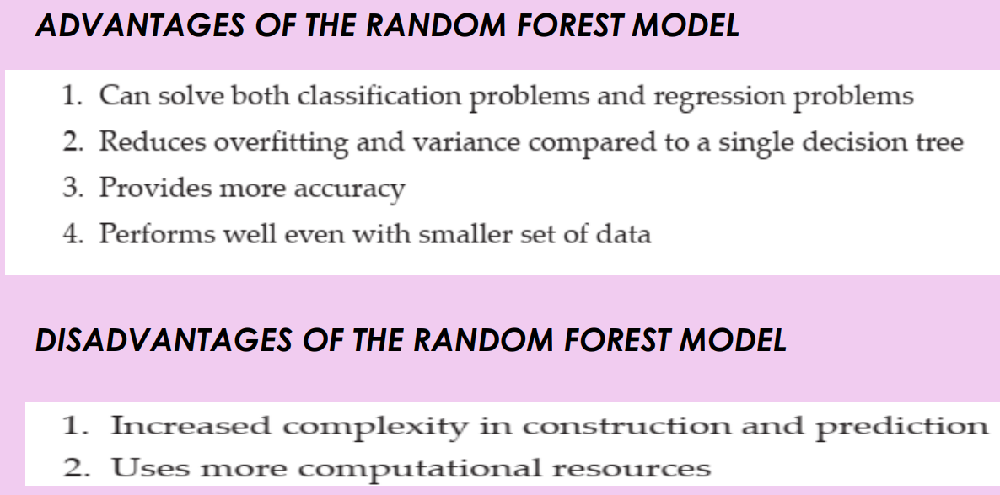 ADVANTAGES OF THE RANDOM FOREST MODEL
1. Can solve both classification problems and regression problems
2. Reduces overfitting and variance compared to a single decision tree
3. Provides more accuracy
4. Performs well even with smaller set of data
DISADVANTAGES OF THE RANDOM FOREST MODEL
1. Increased complexity in construction and prediction
2. Uses more computational resources